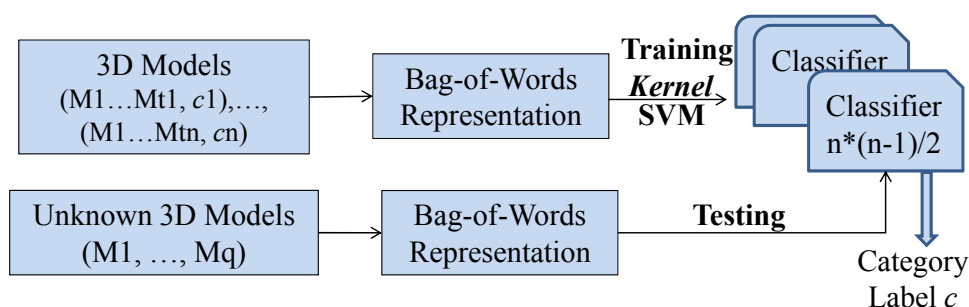 3D Models
(M1…Mt1, c1),…,
(M1…Mtn, cn)
Bag-of-Words
Representation
Training
Kernel
SVM
Classifier
Classifier
n*(n-1)/2
Unknown 3D Models
(M1, …, Mq)
Bag-of-Words
Representation
Testing
Category
Label c